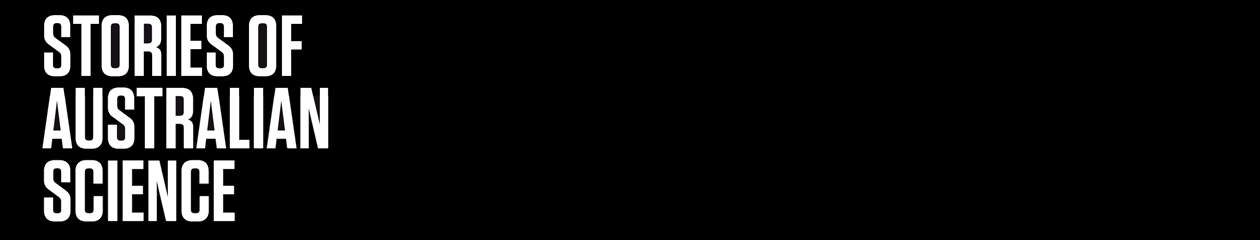 STORIES OF
AUSTRALIAN
SCIENCE